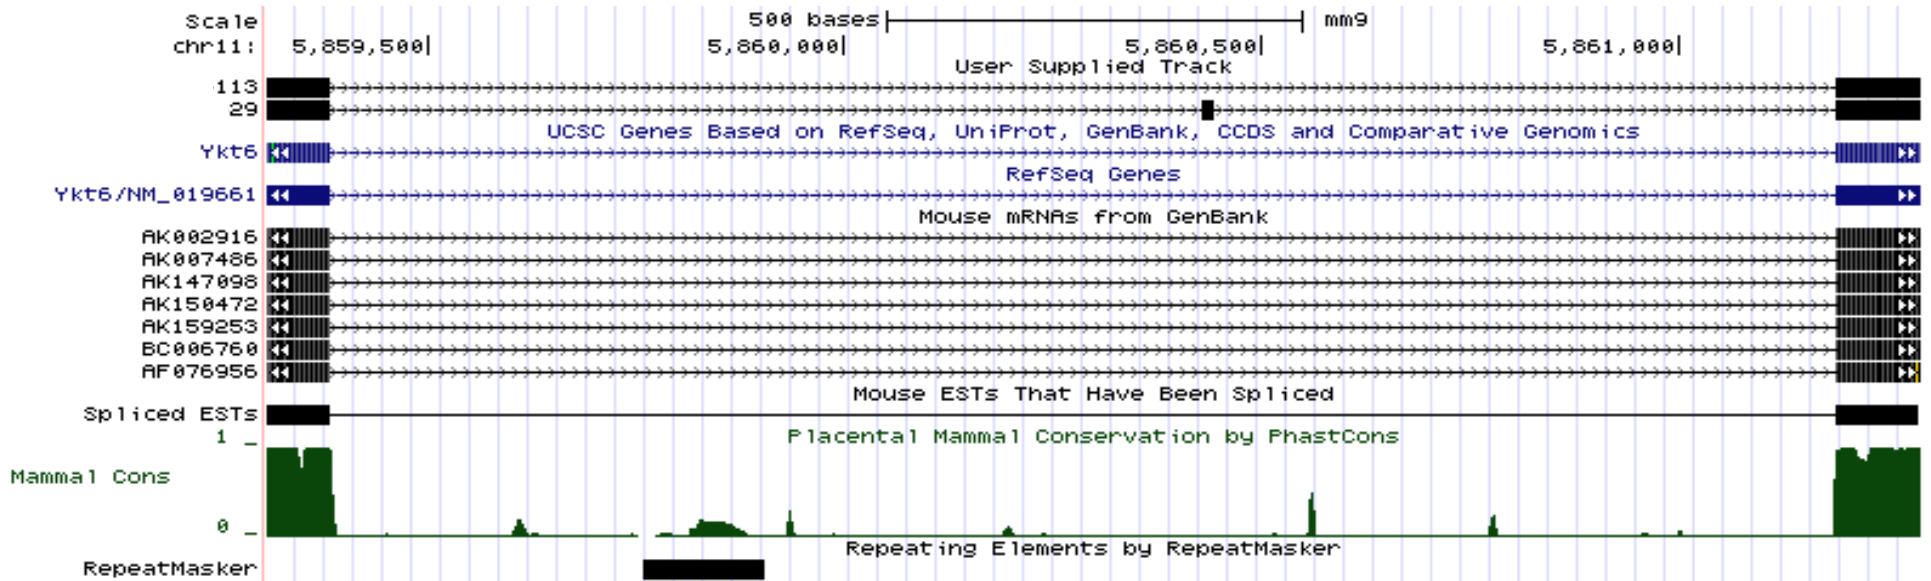 Scale 500 bases mm9
chr11: 5,859,500| 5,860,000| 5,860,500| 5,861,000|
User Supplied Track
113
29
UCSC Genes Based on RefSeq, UniProt, GenBank, CCDS and Comparative Genomics
Ykt6
RefSeq Genes
Ykt6/NM_019661
Mouse mRNAs from GenBank
AK002916
AK007486
AK147098
AK150472
AK159253
BC006760
AF076956
Mouse ESTs That Have Been Spliced
Spliced ESTs
1 _
Placental Mammal Conservation by PhastCons
Mammal Cons
0 _
Repeating Elements by RepeatMasker
RepeatMasker